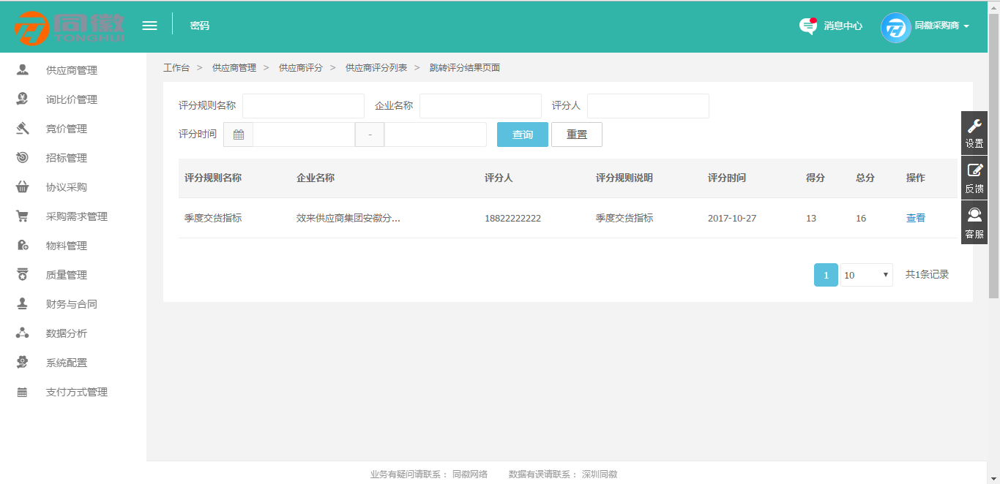 同徽 TONGHUI 密码 消息中心 同徽采购商
供应商管理
询比价管理
竞价管理
招标管理
协议采购
采购需求管理
物料管理
质量管理
财务与合同
数据分析
系统配置
支付方式管理
工作台 > 供应商管理 > 供应商评分 > 供应商评分列表 > 跳转评分结果页面
评分规则名称 企业名称 评分人
评分时间 - 查询 重置
评分规则名称 企业名称 评分人 评分规则说明 评分时间 得分 总分 操作
季度交货指标 效来供应商集团安徽分... 18822222222 季度交货指标 2017-10-27 13 16 查看
1 10 共1条记录
设置
反馈
客服
业务有疑问请联系： 同徽网络 数据有误请联系： 深圳同徽